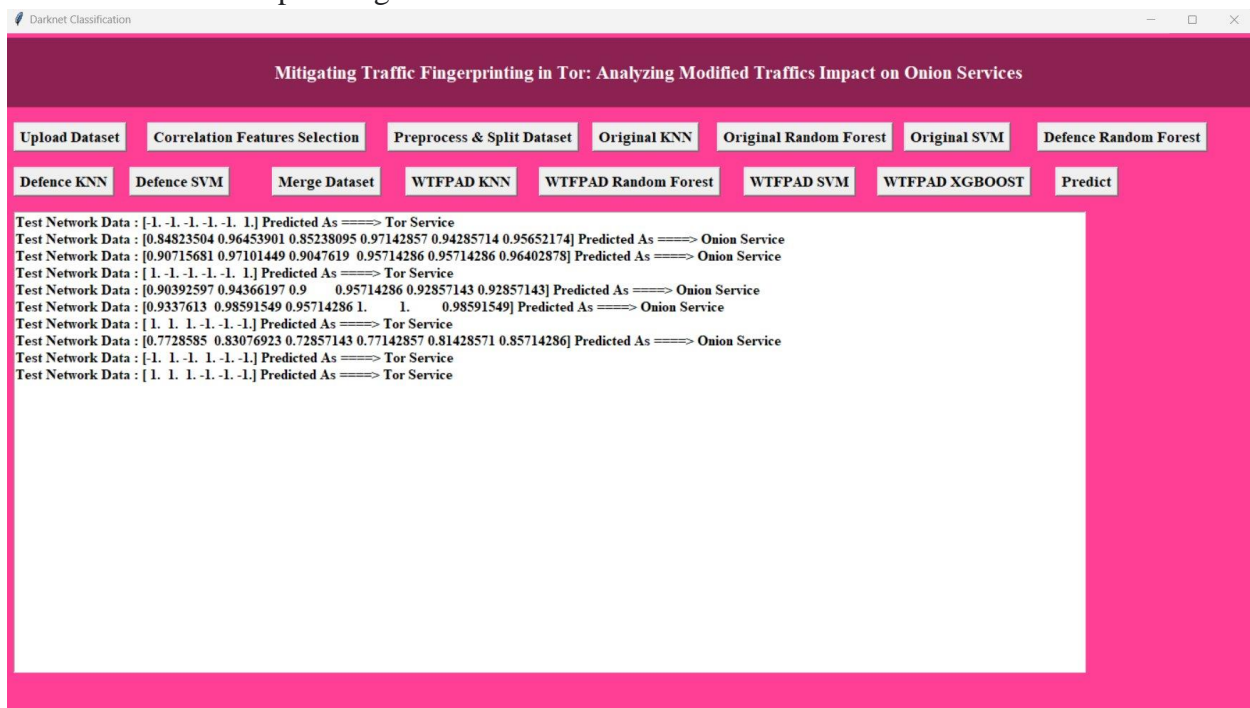 Darknet Classification
Mitigating Traffic Fingerprinting in Tor: Analyzing Modified Traffics Impact on Onion Services
Upload Dataset Correlation Features Selection Preprocess & Split Dataset Original KNN Original Random Forest Original SVM Defence Random Forest
Defence KNN Defence SVM Merge Dataset WTFPAD KNN WTFPAD Random Forest WTFPAD SVM WTFPAD XGBOOST Predict
Test Network Data : [-1. -1. -1. -1. -1.  1.] Predicted As ====> Tor Service
Test Network Data : [0.84823504 0.96453901 0.85238095 0.97142857 0.94285714 0.95652174] Predicted As ====> Onion Service
Test Network Data : [0.90715681 0.97101449 0.9047619  0.95714286 0.95714286 0.96402878] Predicted As ====> Onion Service
Test Network Data : [ 1. -1. -1. -1. -1.  1.] Predicted As ====> Tor Service
Test Network Data : [0.90392597 0.94366197 0.9        0.95714286 0.92857143 0.92857143] Predicted As ====> Onion Service
Test Network Data : [0.9337613  0.98591549 0.95714286 1.         1.         0.98591549] Predicted As ====> Onion Service
Test Network Data : [ 1.  1.  1. -1. -1. -1.] Predicted As ====> Tor Service
Test Network Data : [0.7728585  0.83076923 0.72857143 0.77142857 0.81428571 0.85714286] Predicted As ====> Onion Service
Test Network Data : [-1.  1. -1.  1. -1. -1.] Predicted As ====> Tor Service
Test Network Data : [ 1.  1.  1. -1. -1. -1.] Predicted As ====> Tor Service